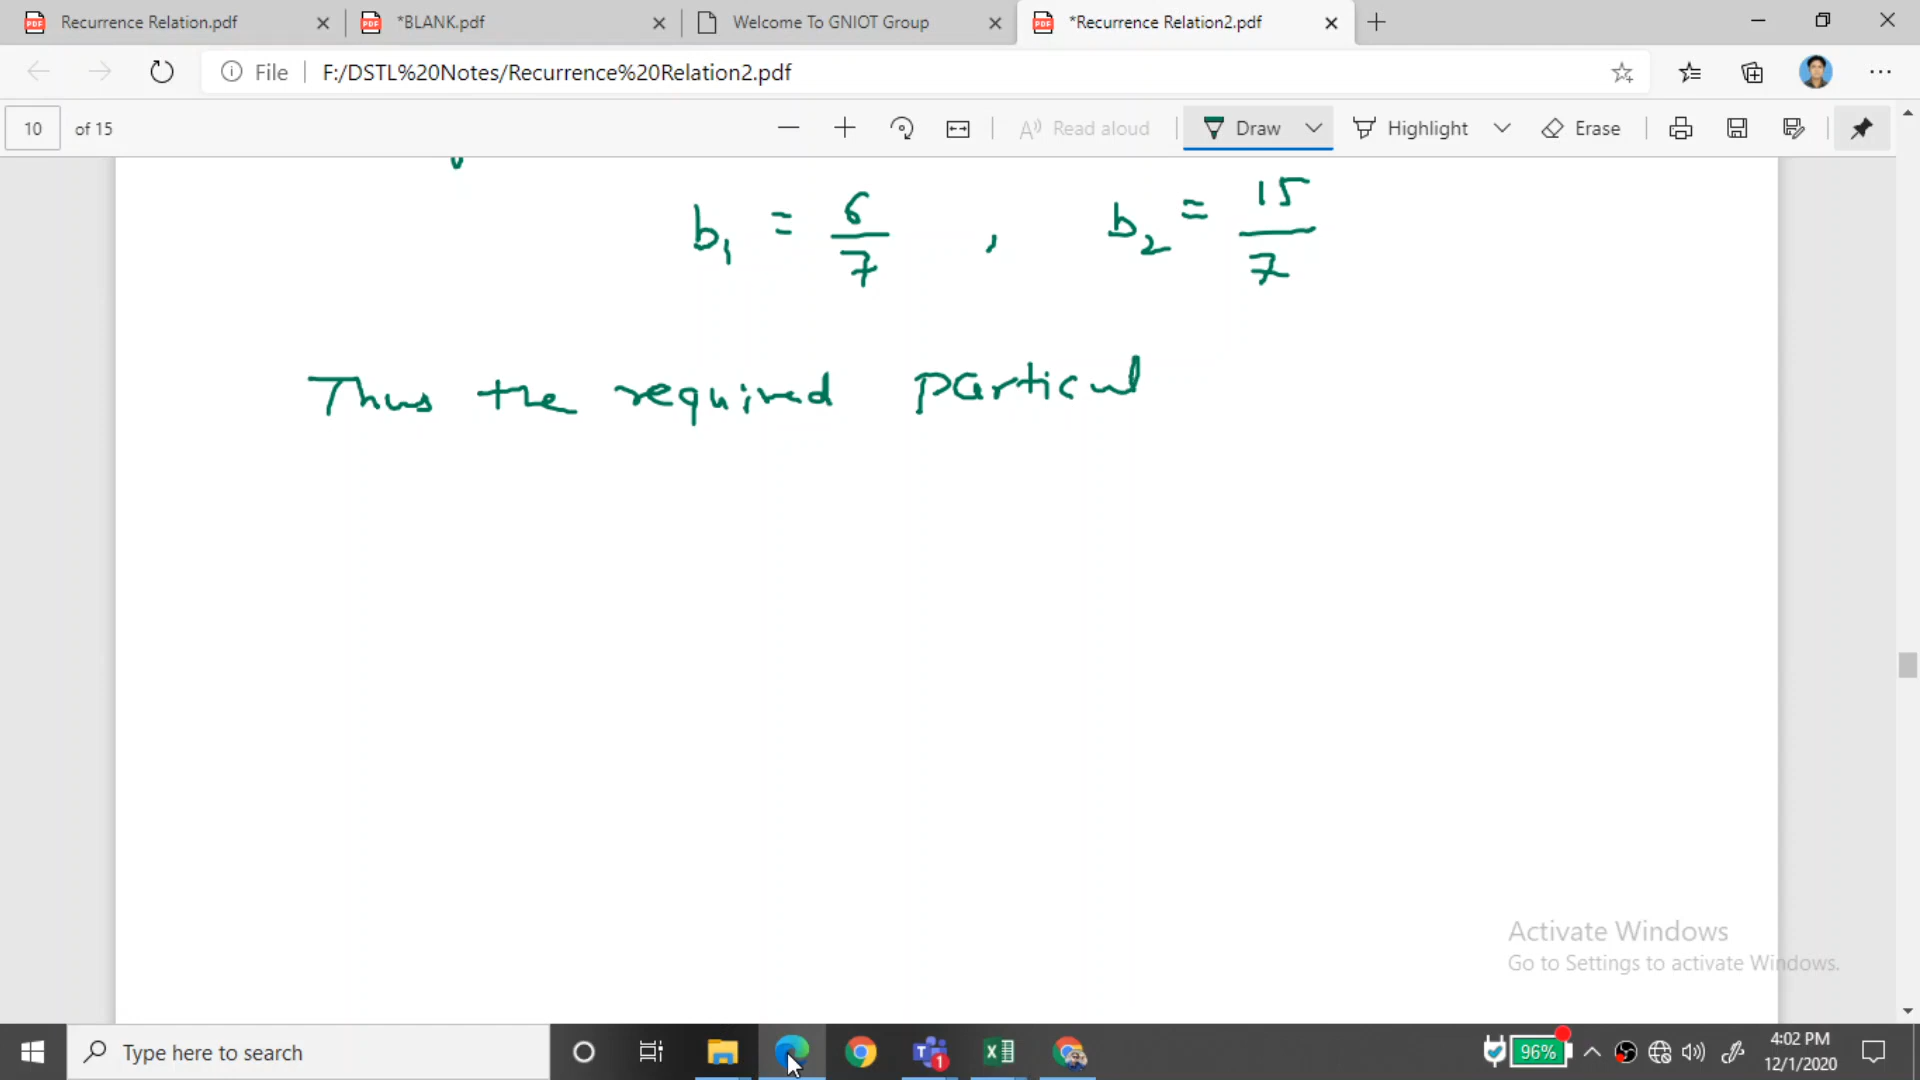 Recurrence Relation.pdf
*BLANK.pdf
Welcome To GNIOT Group
*Recurrence Relation2.pdf
File
F:/DSTL%20Notes/Recurrence%20Relation2.pdf
10 of 15
Read aloud
Draw
Highlight
Erase
b₁ = 6/7 , b₂ = 15/7
Thus the required particul
Activate Windows
Go to Settings to activate Windows.
Type here to search
1
96%
4:02 PM
12/1/2020